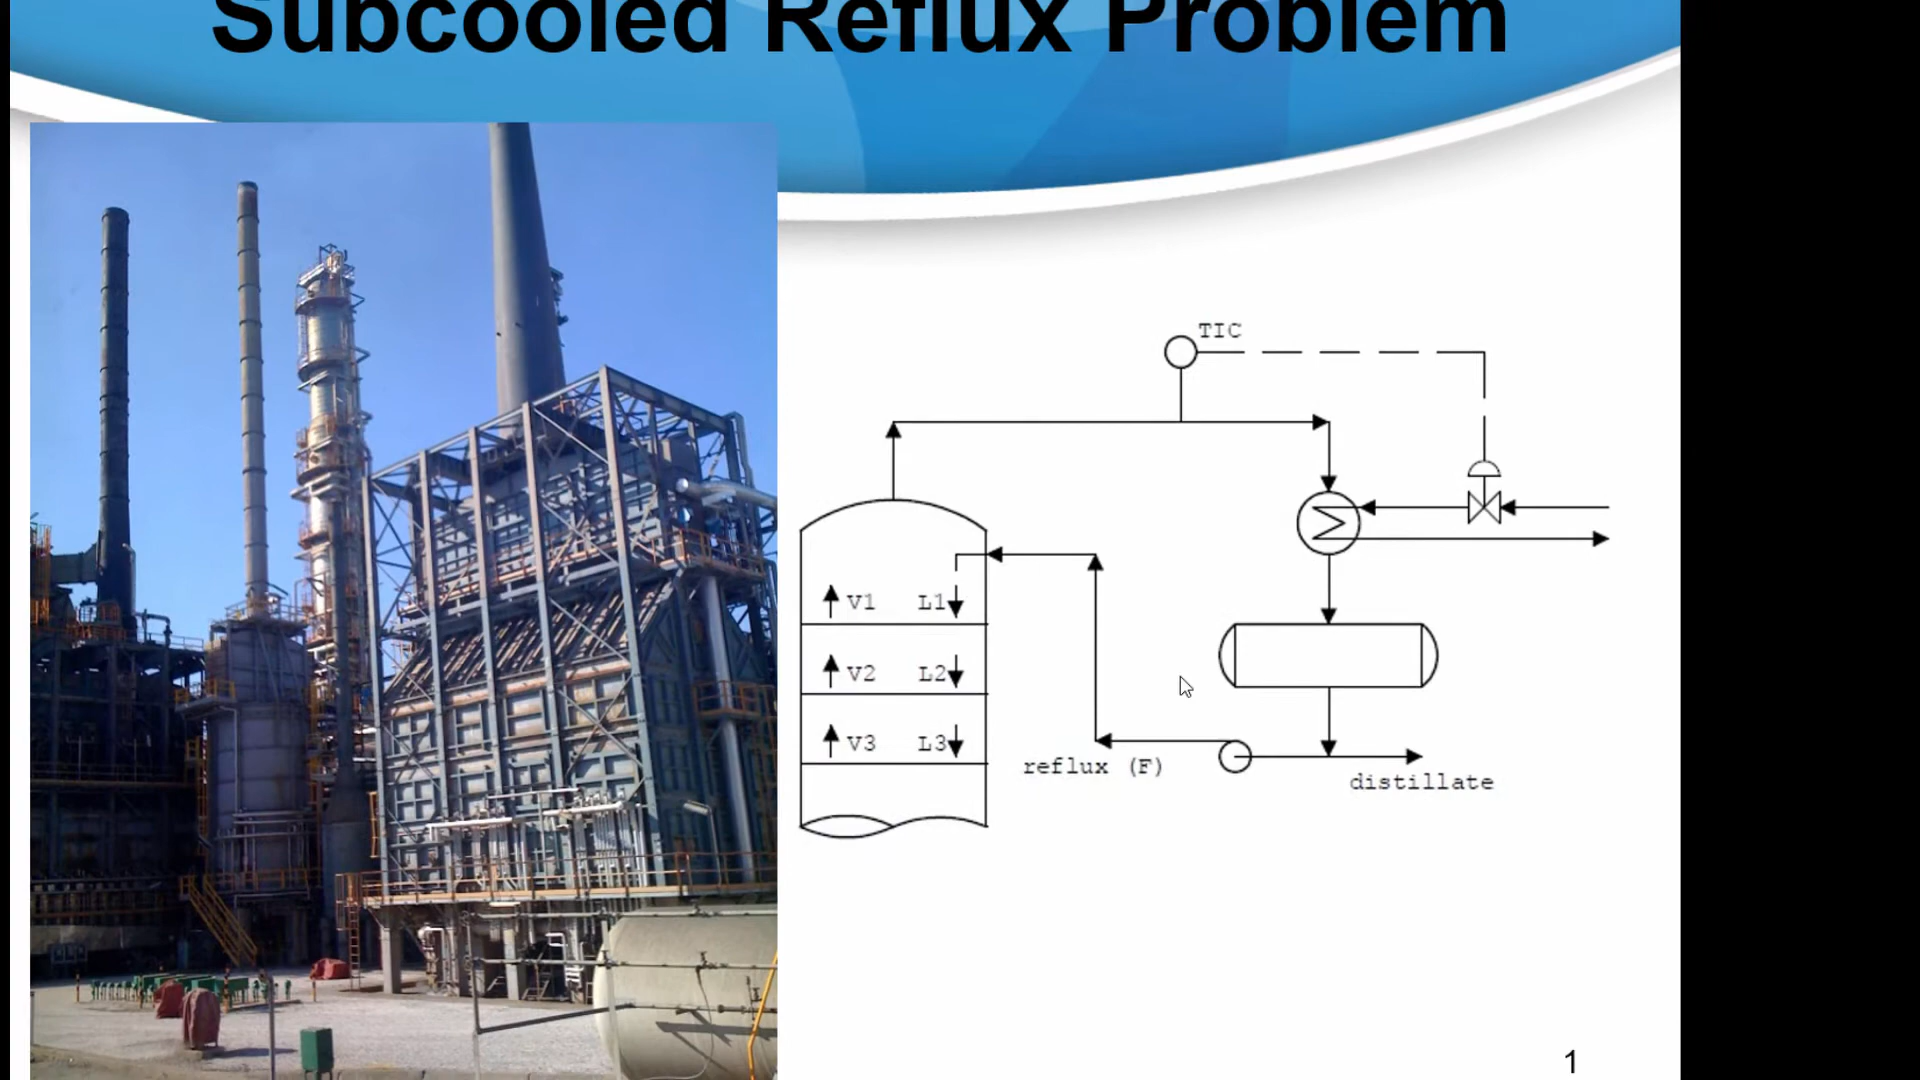 Subcooled Reflux Problem
TIC
V1 L1
V2 L2
V3 L3
reflux (F)
distillate
1